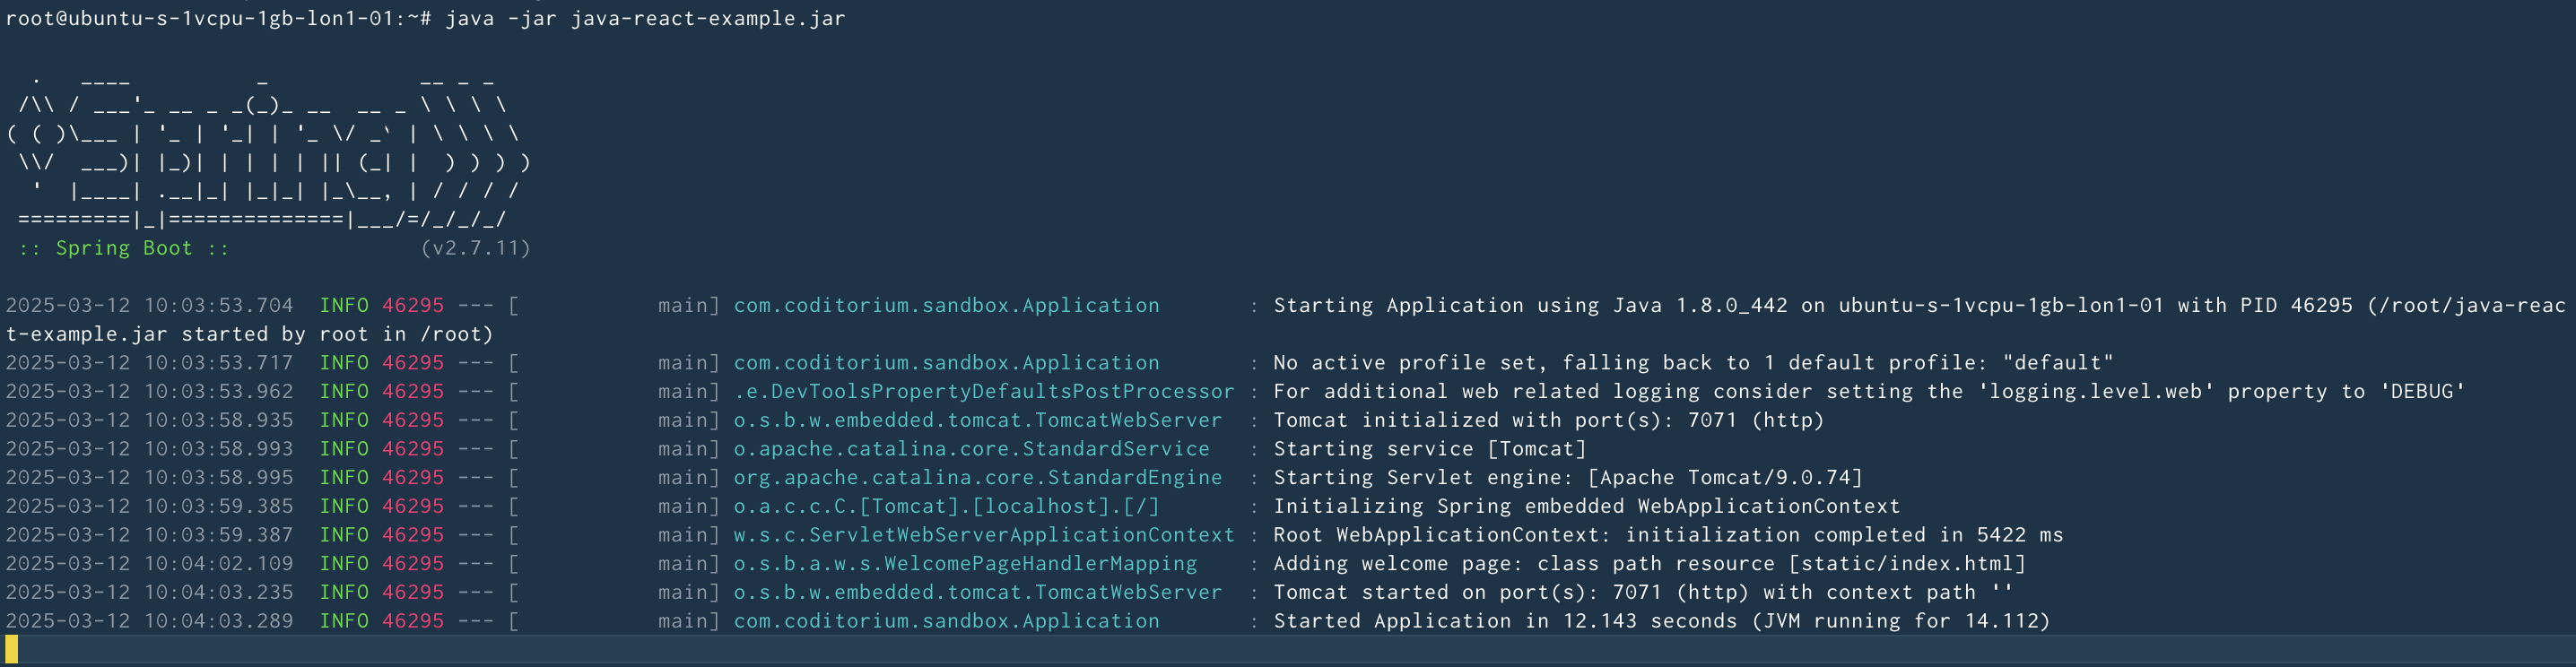 root@ubuntu-s-1vcpu-1gb-lon1-01:~# java -jar java-react-example.jar
  .   ____          _            __ _ _
 /\\ / ___'_ __ _ _(_)_ __  __ _ \ \ \ \
( ( )\___ | '_ | '_| | '_ \/ _` | \ \ \ \
 \\/  ___)| |_)| | | | | || (_| |  ) ) ) )
  '  |____| .__|_| |_|_| |_\__, | / / / /
 =========|_|==============|___/=/_/_/_/
 :: Spring Boot ::               (v2.7.11)
2025-03-12 10:03:53.704  INFO 46295 --- [           main] com.coditorium.sandbox.Application       : Starting Application using Java 1.8.0_442 on ubuntu-s-1vcpu-1gb-lon1-01 with PID 46295 (/root/java-reac
t-example.jar started by root in /root)
2025-03-12 10:03:53.717  INFO 46295 --- [           main] com.coditorium.sandbox.Application       : No active profile set, falling back to 1 default profile: "default"
2025-03-12 10:03:53.962  INFO 46295 --- [           main] .e.DevToolsPropertyDefaultsPostProcessor : For additional web related logging consider setting the 'logging.level.web' property to 'DEBUG'
2025-03-12 10:03:58.935  INFO 46295 --- [           main] o.s.b.w.embedded.tomcat.TomcatWebServer  : Tomcat initialized with port(s): 7071 (http)
2025-03-12 10:03:58.993  INFO 46295 --- [           main] o.apache.catalina.core.StandardService   : Starting service [Tomcat]
2025-03-12 10:03:58.995  INFO 46295 --- [           main] org.apache.catalina.core.StandardEngine  : Starting Servlet engine: [Apache Tomcat/9.0.74]
2025-03-12 10:03:59.385  INFO 46295 --- [           main] o.a.c.c.C.[Tomcat].[localhost].[/]       : Initializing Spring embedded WebApplicationContext
2025-03-12 10:03:59.387  INFO 46295 --- [           main] w.s.c.ServletWebServerApplicationContext : Root WebApplicationContext: initialization completed in 5422 ms
2025-03-12 10:04:02.109  INFO 46295 --- [           main] o.s.b.a.w.s.WelcomePageHandlerMapping    : Adding welcome page: class path resource [static/index.html]
2025-03-12 10:04:03.235  INFO 46295 --- [           main] o.s.b.w.embedded.tomcat.TomcatWebServer  : Tomcat started on port(s): 7071 (http) with context path ''
2025-03-12 10:04:03.289  INFO 46295 --- [           main] com.coditorium.sandbox.Application       : Started Application in 12.143 seconds (JVM running for 14.112)